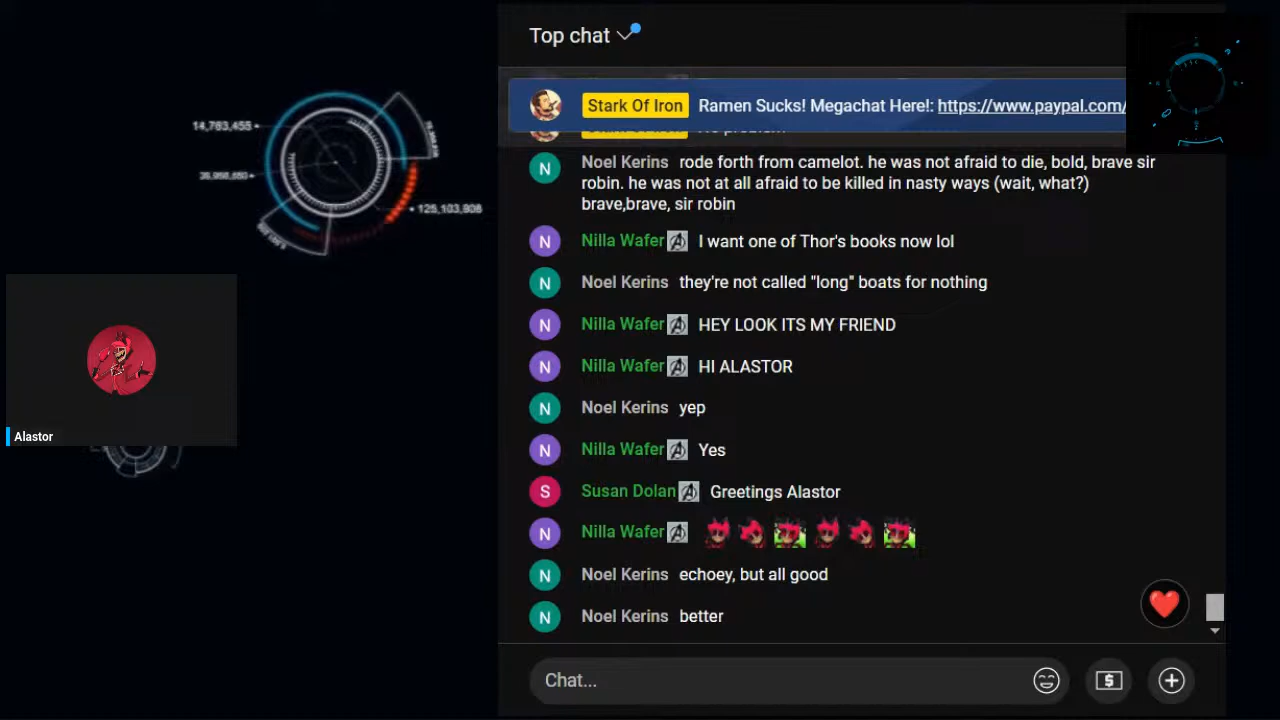 Top chat
Stark Of Iron Ramen Sucks! Megachat Here!: https://www.paypal.com/
Noel Kerins rode forth from camelot. he was not afraid to die, bold, brave sir
robin. he was not at all afraid to be killed in nasty ways (wait, what?)
brave,brave, sir robin
N Nilla Wafer I want one of Thor's books now lol
N Noel Kerins they're not called "long" boats for nothing
N Nilla Wafer HEY LOOK ITS MY FRIEND
N Nilla Wafer HI ALASTOR
N Noel Kerins yep
N Nilla Wafer Yes
S Susan Dolan Greetings Alastor
N Nilla Wafer
N Noel Kerins echoey, but all good
N Noel Kerins better
Chat...
14,783,455
125,103,808
Alastor